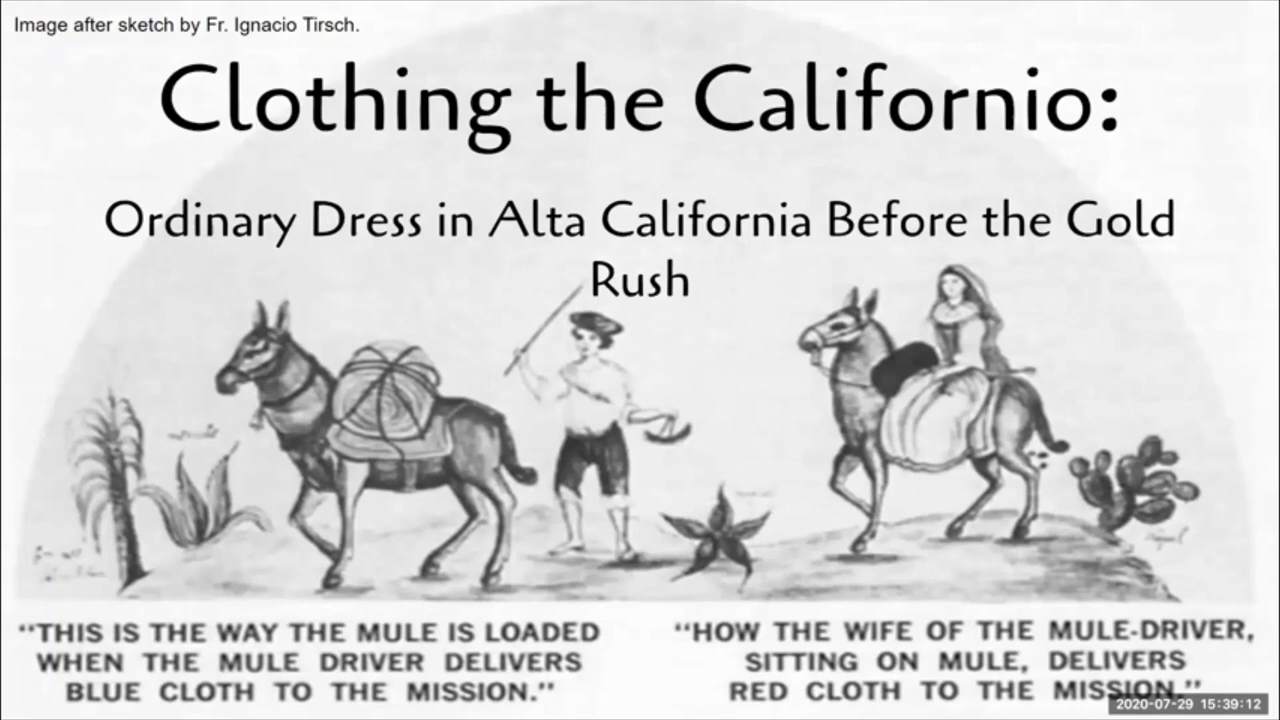 Image after sketch by Fr. Ignacio Tirsch.
Clothing the Californio:
Ordinary Dress in Alta California Before the Gold
Rush
"THIS IS THE WAY THE MULE IS LOADED
WHEN THE MULE DRIVER DELIVERS
BLUE CLOTH TO THE MISSION."
"HOW THE WIFE OF THE MULE-DRIVER,
SITTING ON MULE, DELIVERS
RED CLOTH TO THE MISSION."
2020-07-29 15:39:12